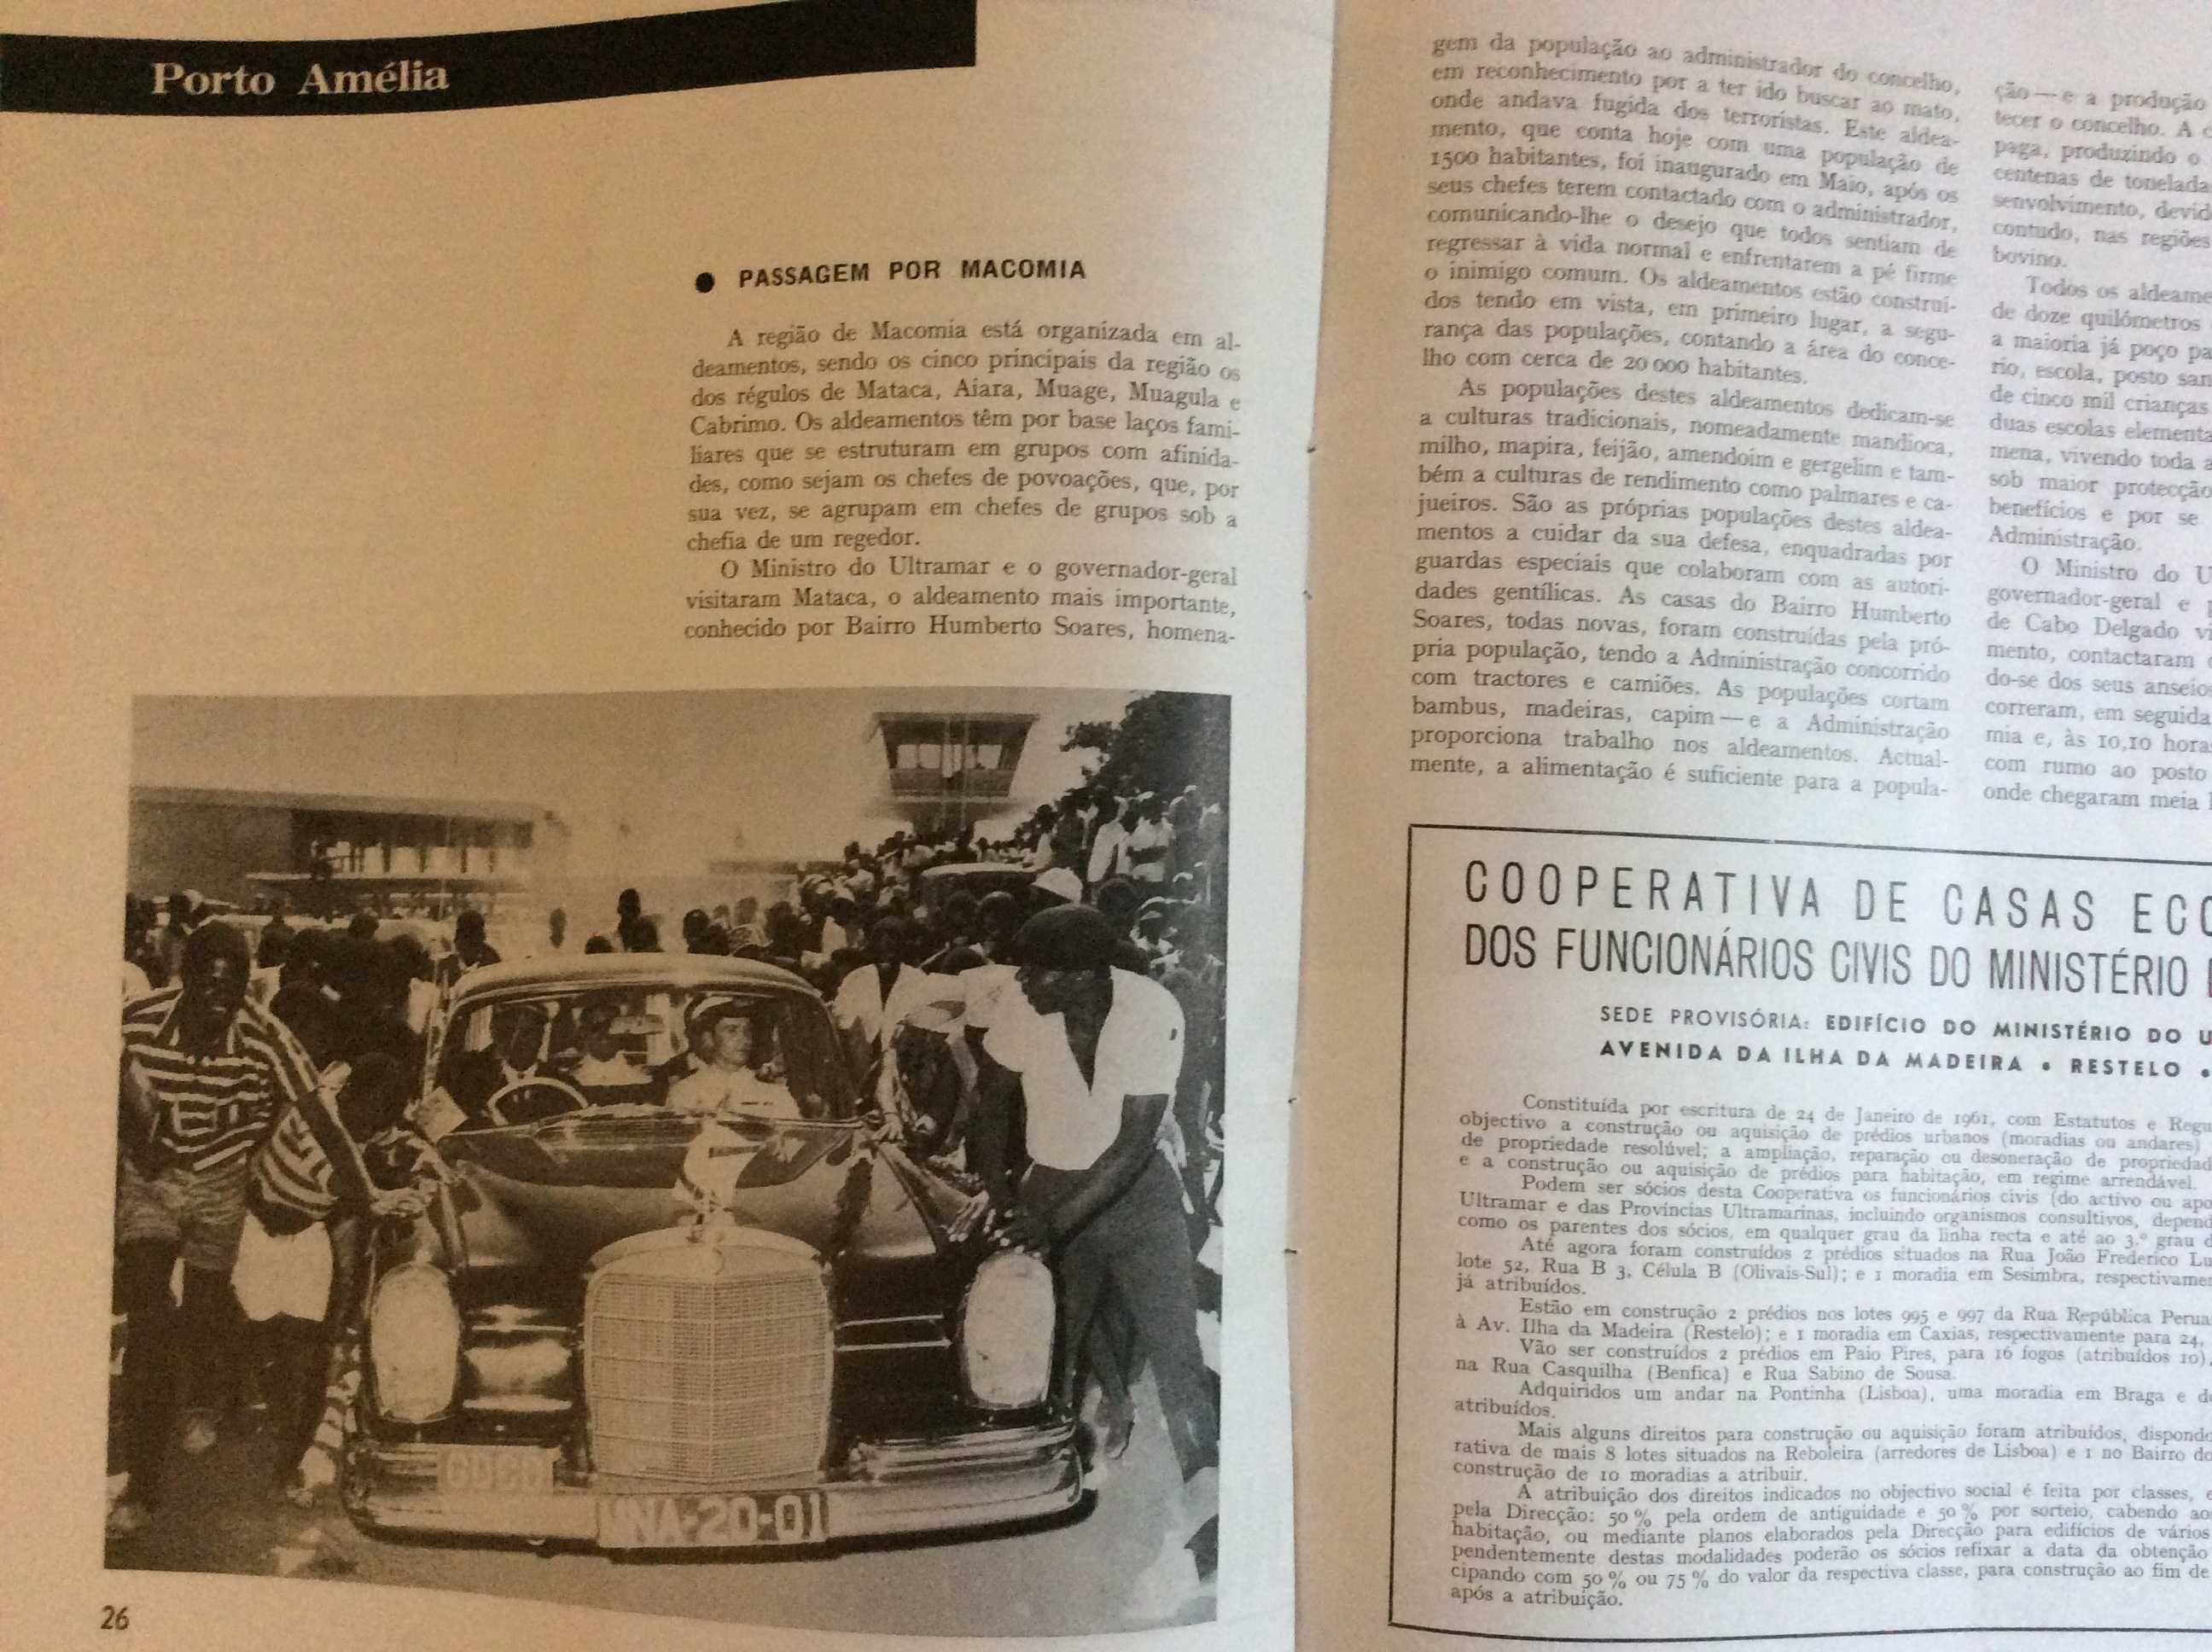 Porto Amélia
● PASSAGEM POR MACOMIA
A região de Macomia está organizada em al-
deamentos, sendo os cinco principais da região os
dos régulos de Mataca, Aiara, Muage, Muagula e
Cabrimo. Os aldeamentos têm por base laços fami-
liares que se estruturam em grupos com afinida-
des, como sejam os chefes de povoações, que, por
sua vez, se agrupam em chefes de grupos sob a
chefia de um regedor.
O Ministro do Ultramar e o governador-geral
visitaram Mataca, o aldeamento mais importante,
conhecido por Bairro Humberto Soares, homena-
NA-20-01
26
gem da população ao administrador do concelho,
em reconhecimento por a ter ido buscar ao mato,
onde andava fugida dos terroristas. Este aldea-
mento, que conta hoje com uma população de
1500 habitantes, foi inaugurado em Maio, após os
seus chefes terem contactado com o administrador,
comunicando-lhe o desejo que todos sentiam de
regressar à vida normal e enfrentarem a pé firme
o inimigo comum. Os aldeamentos estão construí-
dos tendo em vista, em primeiro lugar, a segu-
rança das populações, contando a área do conce-
lho com cerca de 20 000 habitantes.
As populações destes aldeamentos dedicam-se
a culturas tradicionais, nomeadamente mandioca,
milho, mapira, feijão, amendoim e gergelim e tam-
bém a culturas de rendimento como palmares e ca-
jueiros. São as próprias populações destes aldea-
mentos a cuidar da sua defesa, enquadradas por
guardas especiais que colaboram com as autori-
dades gentílicas. As casas do Bairro Humberto
Soares, todas novas, foram construídas pela pró-
pria população, tendo a Administração concorrido
com tractores e camiões. As populações cortam
bambus, madeiras, capim — e a Administração
proporciona trabalho nos aldeamentos. Actual-
mente, a alimentação é suficiente para a popula-
ção — e a produção
tecer o concelho. A
paga, produzindo o
centenas de tonelada
senvolvimento, devid
contudo, nas regiões
bovino.
Todos os aldeame
de doze quilómetros
a maioria já poço pa
rio, escola, posto san
de cinco mil crianças
duas escolas elementa
mena, vivendo toda a
sob maior protecção
benefícios e por se
Administração.
O Ministro do U
governador-geral e
de Cabo Delgado vi
mento, contactaram
do-se dos seus anseio
correram, em seguida
mia e, às 10,10 hora
com rumo ao posto
onde chegaram meia
COOPERATIVA DE CASAS ECO
DOS FUNCIONÁRIOS CIVIS DO MINISTÉRIO
SEDE PROVISÓRIA: EDIFÍCIO DO MINISTÉRIO DO U
AVENIDA DA ILHA DA MADEIRA • RESTELO •
Constituída por escritura de 24 de Janeiro de 1961, com Estatutos e Regu
objectivo a construção ou aquisição de prédios urbanos (moradias ou andares)
de propriedade resolúvel; a ampliação, reparação ou desoneração de propriedad
e a construção ou aquisição de prédios para habitação, em regime arrendável.
Podem ser sócios desta Cooperativa os funcionários civis (do activo ou apo
Ultramar e das Províncias Ultramarinas, incluindo organismos consultivos, depend
como os parentes dos sócios, em qualquer grau da linha recta e até ao 3.º grau d
Até agora foram construídos 2 prédios situados na Rua João Frederico Lu
lote 52, Rua B 3, Célula B (Olivais-Sul); e 1 moradia em Sesimbra, respectivame
já atribuídos.
Estão em construção 2 prédios nos lotes 995 e 997 da Rua República Perua
à Av. Ilha da Madeira (Restelo); e 1 moradia em Caxias, respectivamente para 24,
Vão ser construídos 2 prédios em Paio Pires, para 16 fogos (atribuídos 10),
na Rua Casquilha (Benfica) e Rua Sabino de Sousa.
Adquiridos um andar na Pontinha (Lisboa), uma moradia em Braga e d
atribuídos.
Mais alguns direitos para construção ou aquisição foram atribuídos, dispondo
rativa de mais 8 lotes situados na Reboleira (arredores de Lisboa) e 1 no Bairro do
construção de 10 moradias a atribuir.
A atribuição dos direitos indicados no objectivo social é feita por classes, e
pela Direcção: 50 % pela ordem de antiguidade e 50 % por sorteio, cabendo ao
habitação, ou mediante planos elaborados pela Direcção para edifícios de vários
pendentemente destas modalidades poderão os sócios refixar a data da obtenção
cipando com 50 % ou 75 % do valor da respectiva classe, para construção ao fim de
após a atribuição.